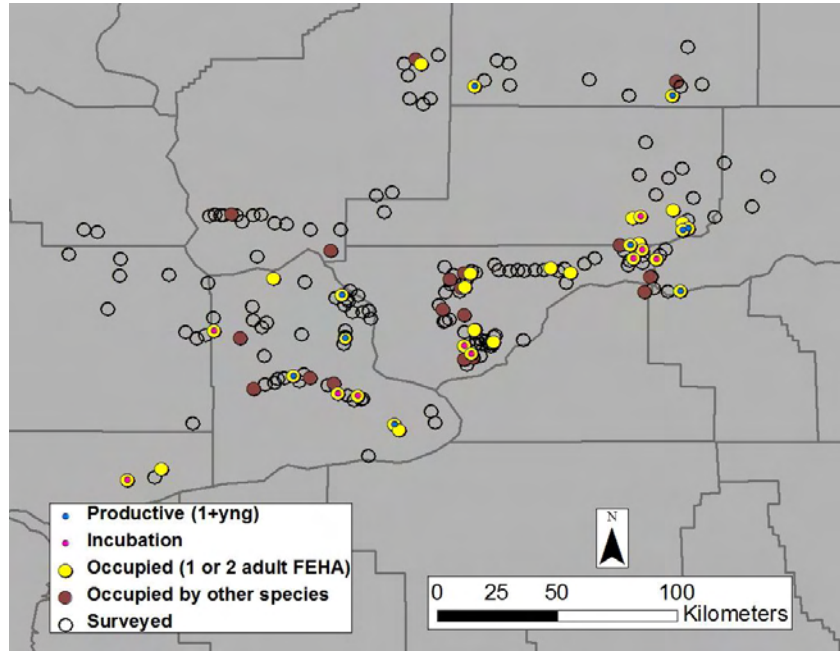 Productive (1+yng)
Incubation
Occupied (1 or 2 adult FEHA)
Occupied by other species
Surveyed
N
0 25 50 100
Kilometers